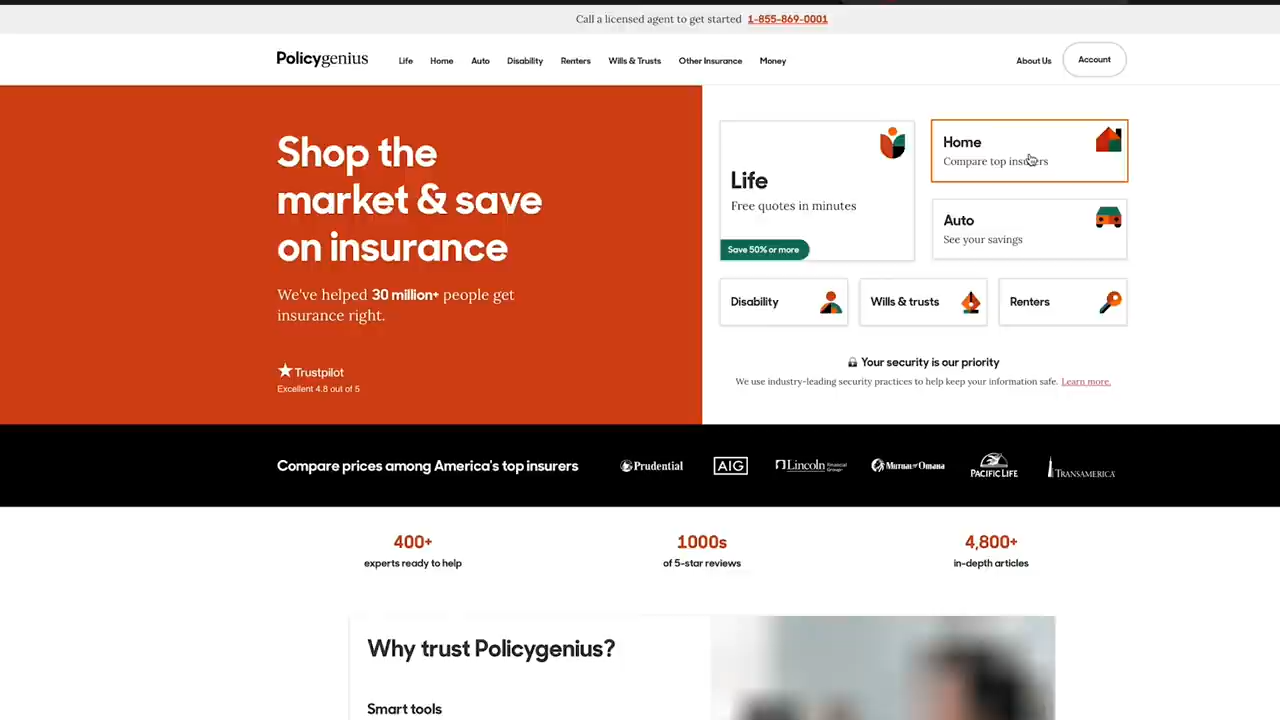 Call a licensed agent to get started 1-855-869-0001
Policygenius Life Home Auto Disability Renters Wills & Trusts Other Insurance Money About Us Account
Shop the
market & save
on insurance
We've helped 30 million+ people get
insurance right.
Trustpilot
Excellent 4.8 out of 5
Life
Free quotes in minutes
Save 50% or more
Home
Compare top insurers
Auto
See your savings
Disability
Wills & trusts
Renters
Your security is our priority
We use industry-leading security practices to help keep your information safe. Learn more.
Compare prices among America's top insurers
Prudential AIG Lincoln Financial Group Mutual of Omaha PACIFIC LIFE TRANSAMERICA
400+
experts ready to help
1000s
of 5-star reviews
4,800+
in-depth articles
Why trust Policygenius?
Smart tools